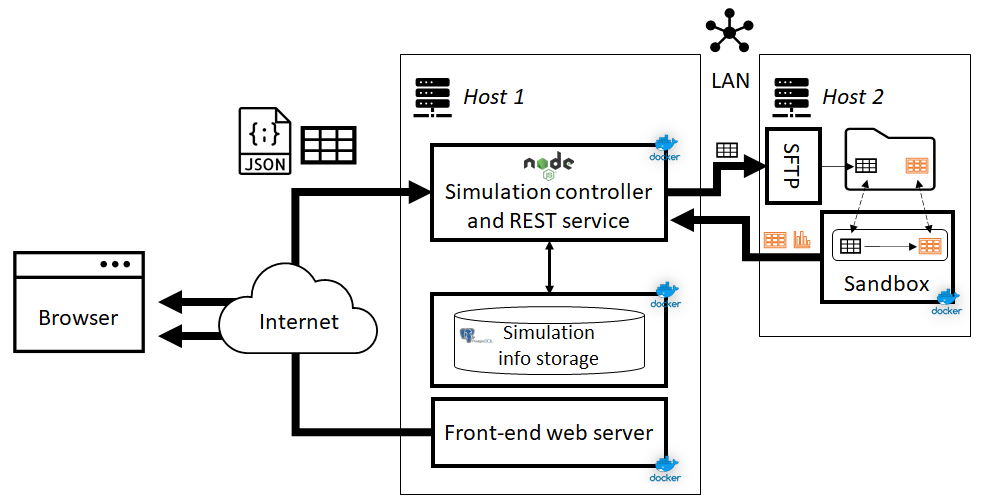 LAN
Host 1
Host 2
{;}
JSON
docker
node
JS
Simulation controller
and REST service
SFTP
Browser
Internet
docker
PostgreSQL
Simulation
info storage
Sandbox
docker
Front-end web server
docker